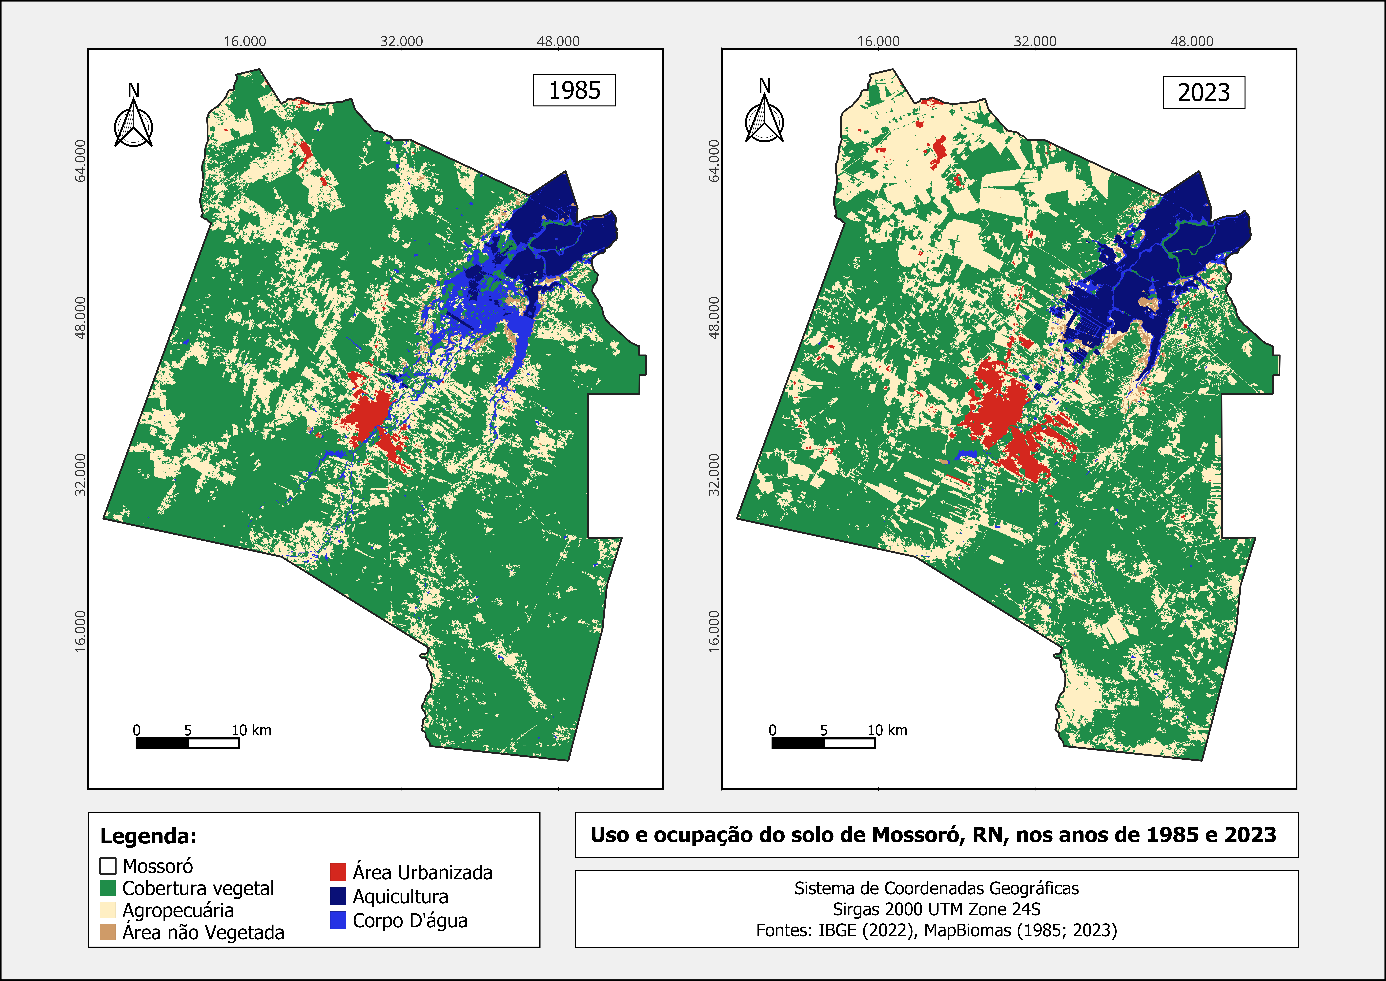 16.000 32.000 48.000
N
1985
64.000
48.000
32.000
16.000
0 5 10 km
16.000 32.000 48.000
N
2023
64.000
48.000
32.000
16.000
0 5 10 km
Legenda:
Mossoró
Cobertura vegetal
Agropecuária
Área não Vegetada
Área Urbanizada
Aquicultura
Corpo D'água
Uso e ocupação do solo de Mossoró, RN, nos anos de 1985 e 2023
Sistema de Coordenadas Geográficas
Sirgas 2000 UTM Zone 24S
Fontes: IBGE (2022), MapBiomas (1985; 2023)